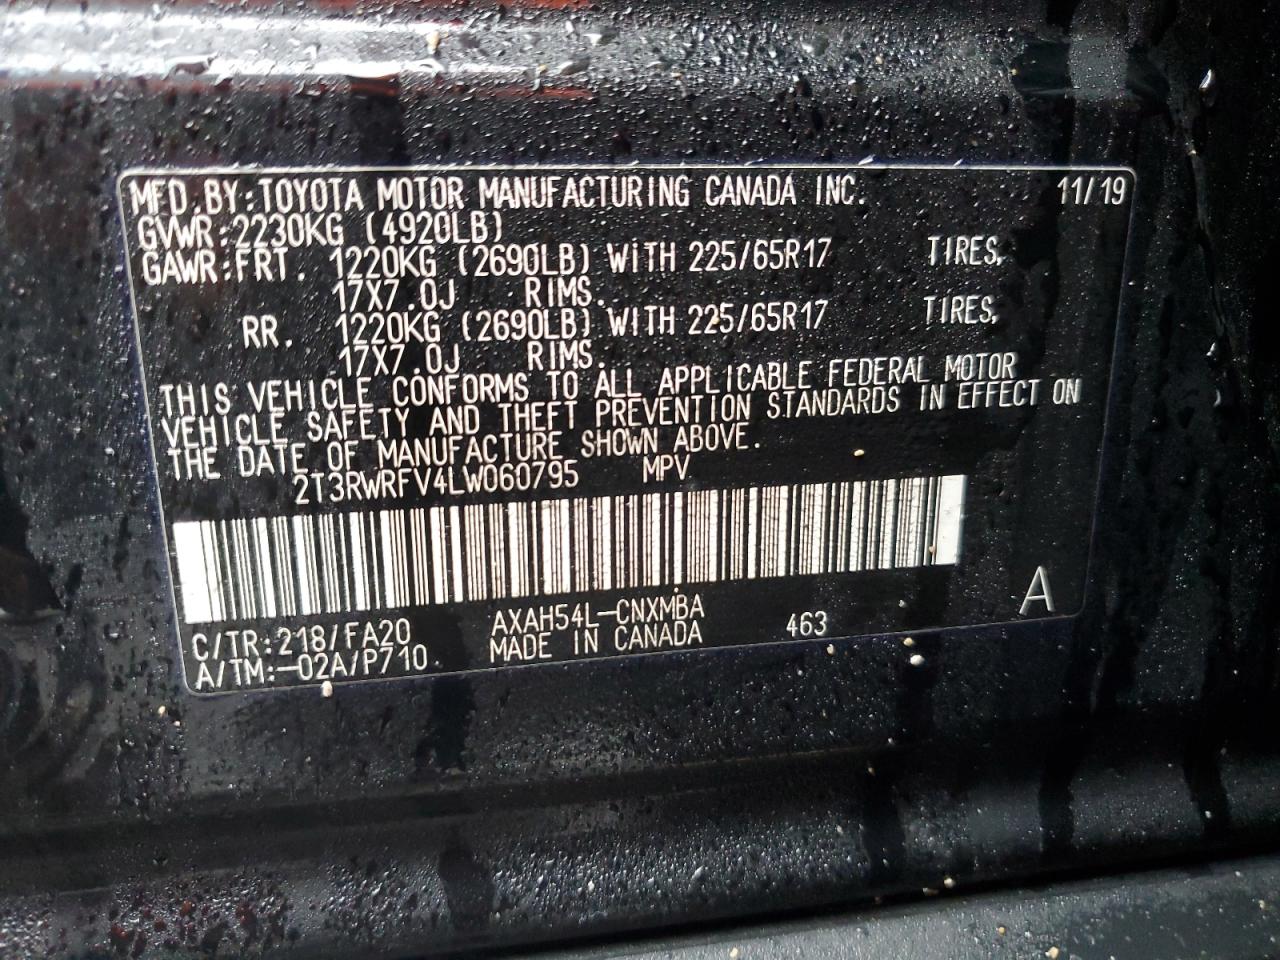 MFD.BY:TOYOTA MOTOR MANUFACTURING CANADA INC. 11/19
GVWR:2230KG (4920LB)
GAWR:FRT. 1220KG (2690LB) WITH 225/65R17 TIRES,
17X7.0J RIMS.
RR. 1220KG (2690LB) WITH 225/65R17 TIRES,
17X7.0J RIMS.
THIS VEHICLE CONFORMS TO ALL APPLICABLE FEDERAL MOTOR
VEHICLE SAFETY AND THEFT PREVENTION STANDARDS IN EFFECT ON
THE DATE OF MANUFACTURE SHOWN ABOVE.
2T3RWRFV4LW060795 MPV
C/TR:218/FA20 AXAH54L-CNXMBA 463 A
A/TM:-02A/P710 MADE IN CANADA